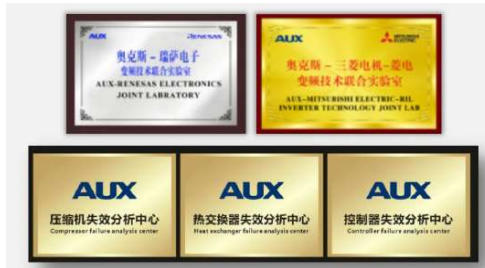 AUX
RENESAS
奥克斯－瑞萨电子
变频技术联合实验室
AUX-RENESAS ELECTRONICS
JOINT LABRATORY
AUX
MITSUBISHI
ELECTRIC
奥克斯－三菱电机－菱电
变频技术联合实验室
AUX-MITSUBISHI ELECTRIC-RIL
INVERTER TECHNOLOGY JOINT LAB
AUX
压缩机失效分析中心
Compressor failure analysis center
AUX
热交换器失效分析中心
Heat exchanger failure analysis center
AUX
控制器失效分析中心
Controller failure analysis center